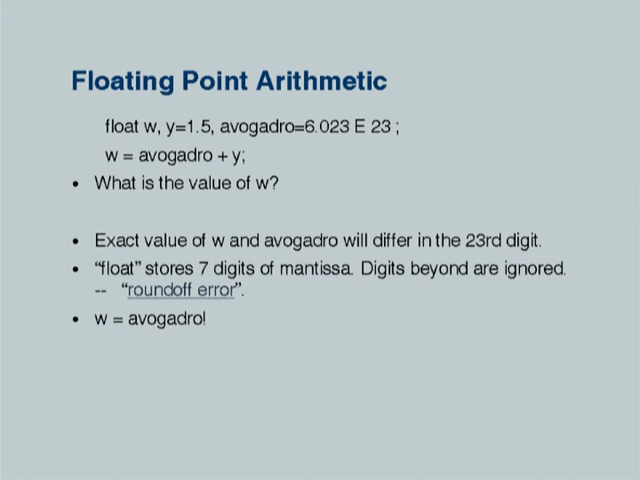 Floating Point Arithmetic
float w, y=1.5, avogadro=6.023 E 23 ;
w = avogadro + y;
• What is the value of w?
• Exact value of w and avogadro will differ in the 23rd digit.
• “float” stores 7 digits of mantissa. Digits beyond are ignored.
-- “roundoff error”.
• w = avogadro!